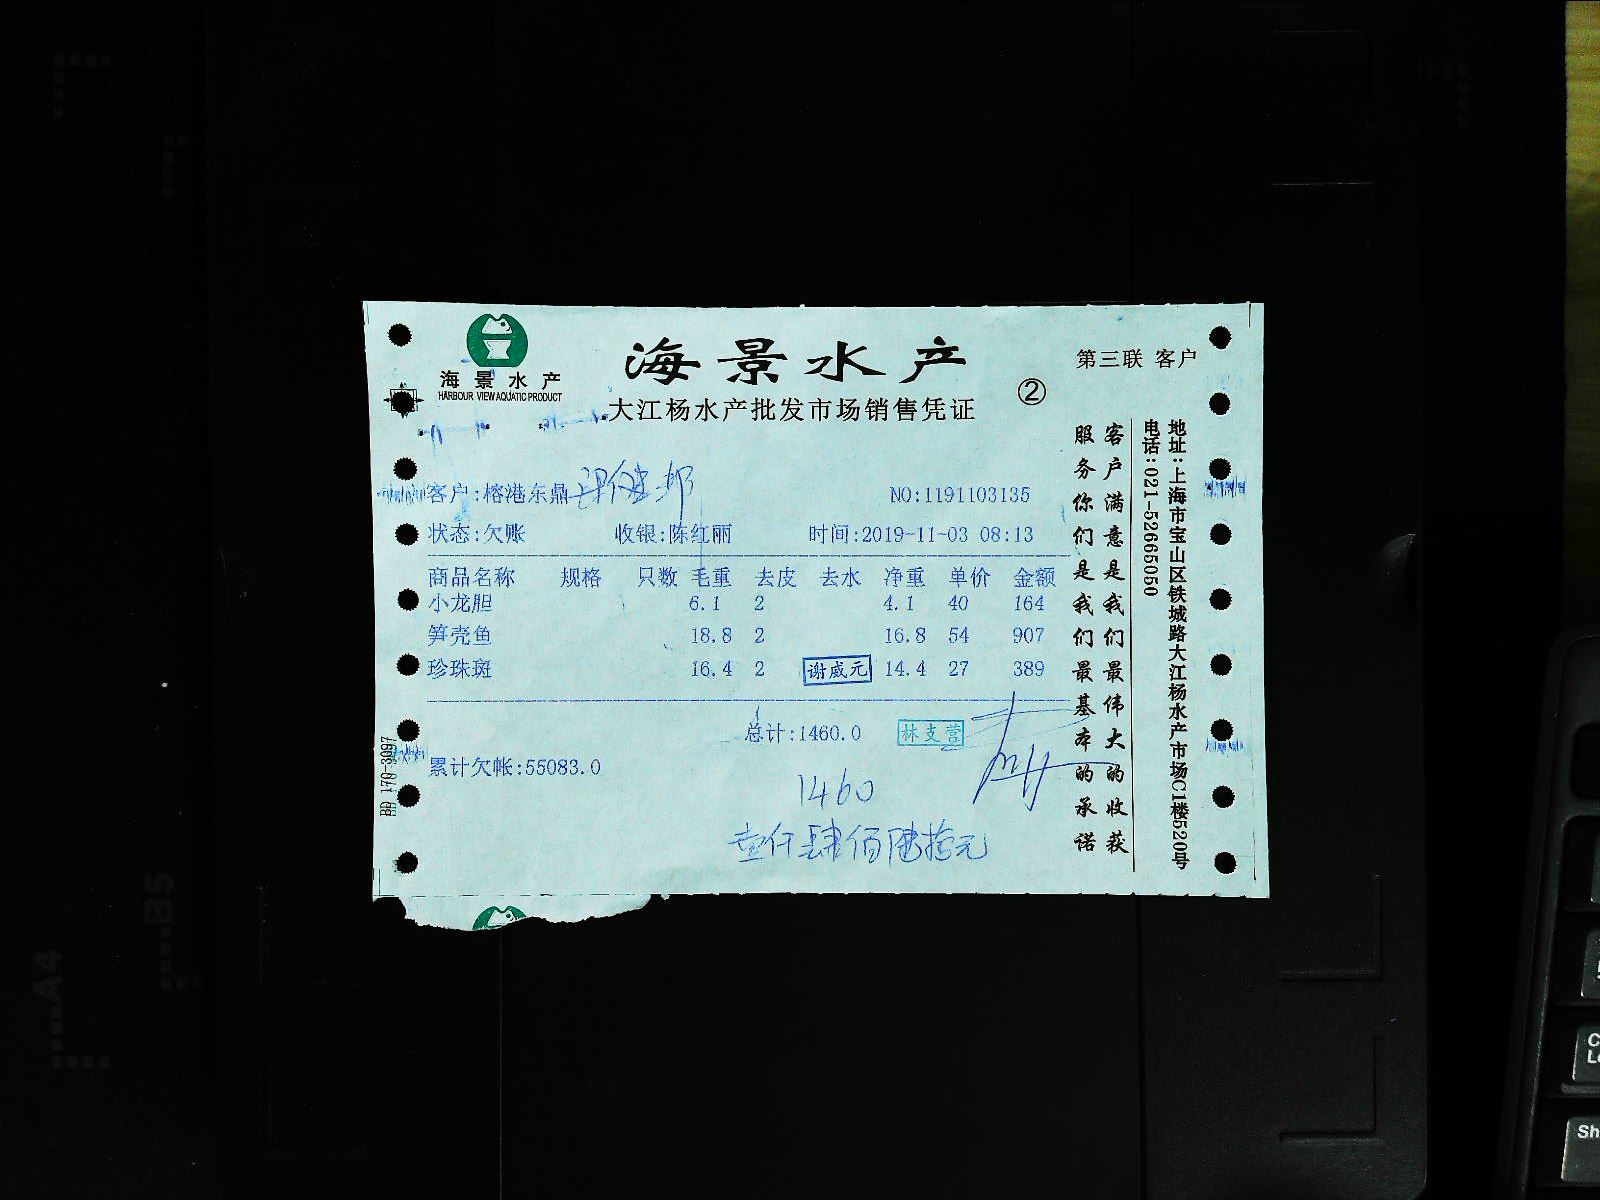 海景水产
HARBOUR VIEW AQUATIC PRODUCT
海景水产
大江杨水产批发市场销售凭证
②
第三联 客户
客户:榕港东鼎
NO:1191103135
状态:欠账 收银:陈红丽 时间:2019-11-03 08:13
商品名称 规格 只数 毛重 去皮 去水 净重 单价 金额
小龙胆 6.1 2 4.1 40 164
笋壳鱼 18.8 2 16.8 54 907
珍珠斑 16.4 2 14.4 27 389
谢威元
总计:1460.0
林支营
累计欠帐:55083.0
1460
壹仟肆佰陆拾元
客户满意是我们最伟大的收获
服务你们是我们最基本的承诺
地址:上海市宝山区铁城路大江杨水产市场C1楼520号
电话:021-52665050
BD 170-3097
A4
B5
Sh